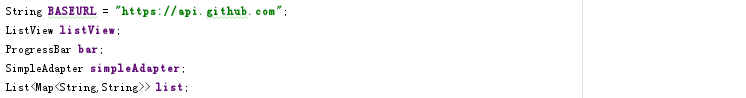 String BASEURL = "https://api.github.com";
ListView listView;
ProgressBar bar;
SimpleAdapter simpleAdapter;
List<Map<String,String>> list;